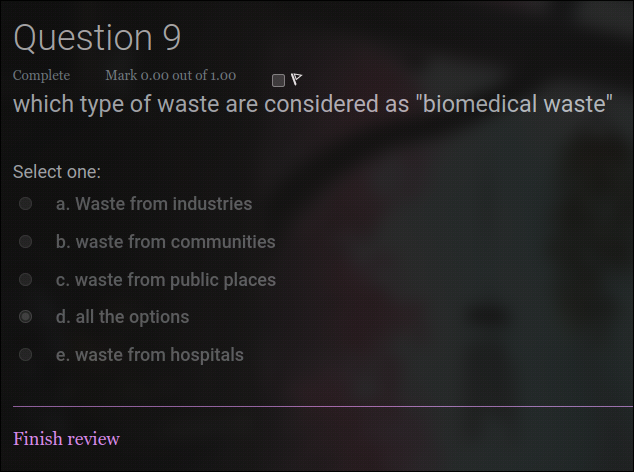 Question 9
Complete Mark 0.00 out of 1.00
which type of waste are considered as "biomedical waste"
Select one:
a. Waste from industries
b. waste from communities
c. waste from public places
d. all the options
e. waste from hospitals
Finish review